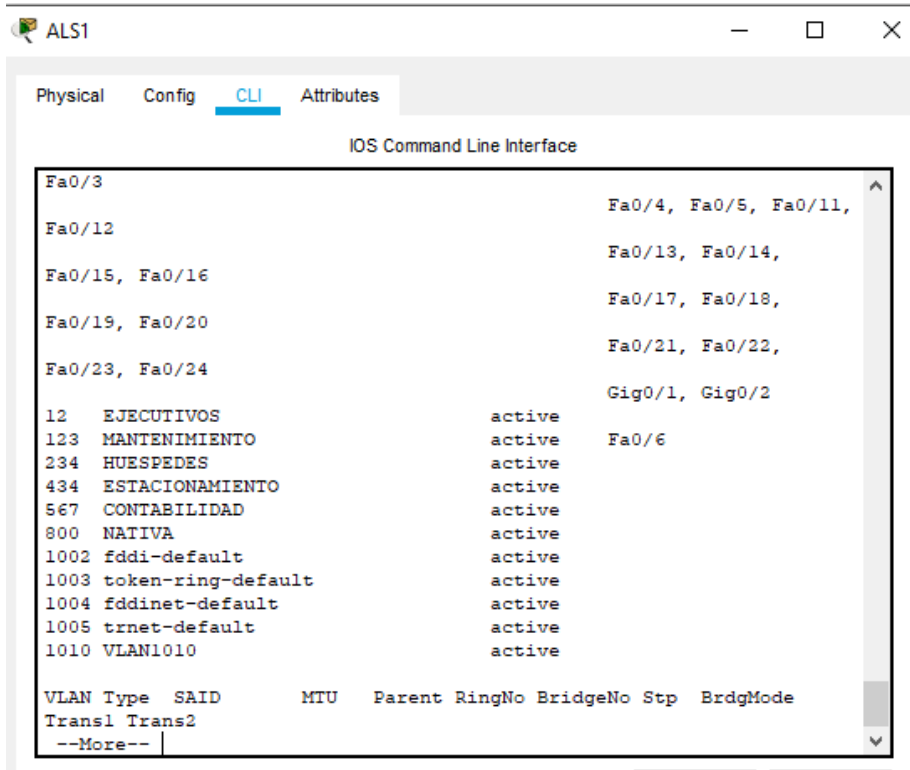 ALS1
Physical Config CLI Attributes
IOS Command Line Interface
Fa0/3
Fa0/4, Fa0/5, Fa0/11,
Fa0/12
Fa0/13, Fa0/14,
Fa0/15, Fa0/16
Fa0/17, Fa0/18,
Fa0/19, Fa0/20
Fa0/21, Fa0/22,
Fa0/23, Fa0/24
Gig0/1, Gig0/2
12 EJECUTIVOS active
123 MANTENIMIENTO active Fa0/6
234 HUESPEDES active
434 ESTACIONAMIENTO active
567 CONTABILIDAD active
800 NATIVA active
1002 fddi-default active
1003 token-ring-default active
1004 fddinet-default active
1005 trnet-default active
1010 VLAN1010 active
VLAN Type SAID MTU Parent RingNo BridgeNo Stp BrdgMode
Trans1 Trans2
--More--